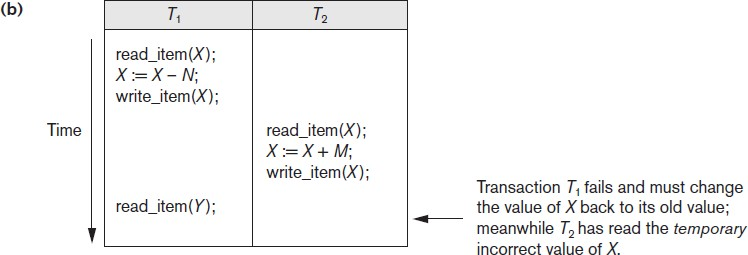 (b)
T₁ T₂
read_item(X);
X := X – N;
write_item(X);
Time
read_item(X);
X := X + M;
write_item(X);
read_item(Y);
Transaction T₁ fails and must change
the value of X back to its old value;
meanwhile T₂ has read the temporary
incorrect value of X.